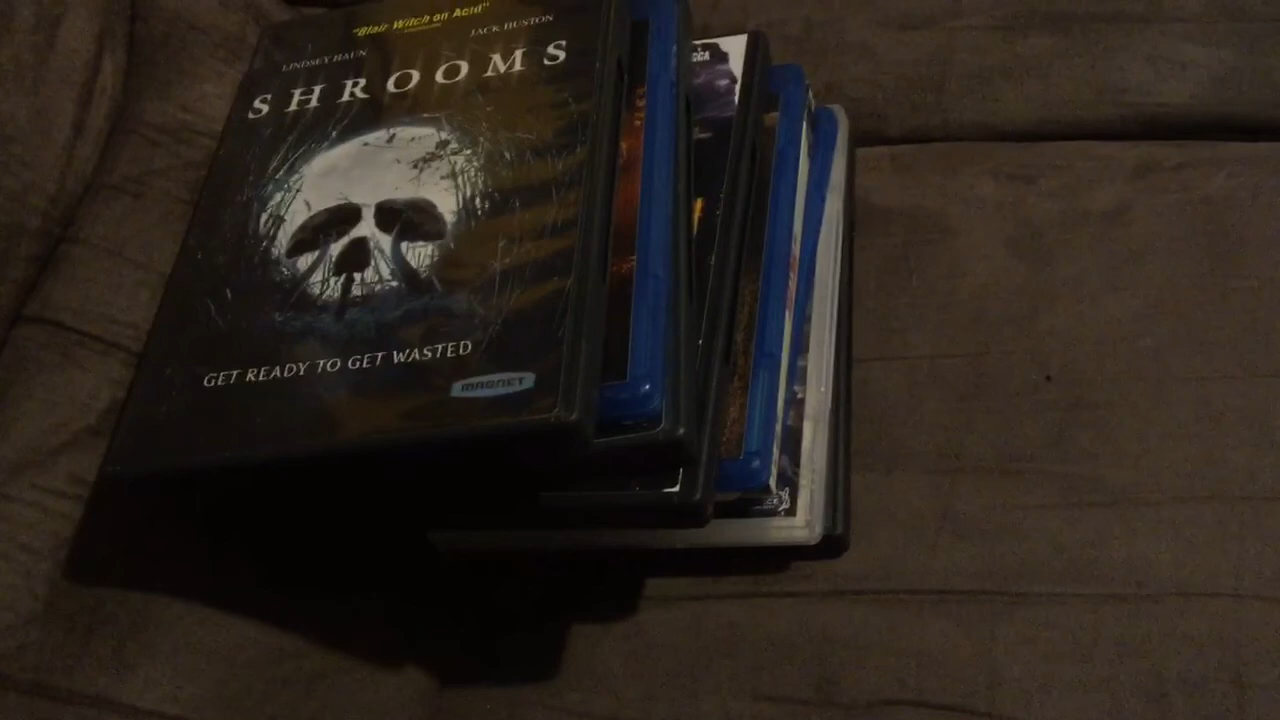 "Blair Witch on Acid"
LINDSEY HAUN
JACK HUSTON
SHROOMS
GET READY TO GET WASTED
MAGNET